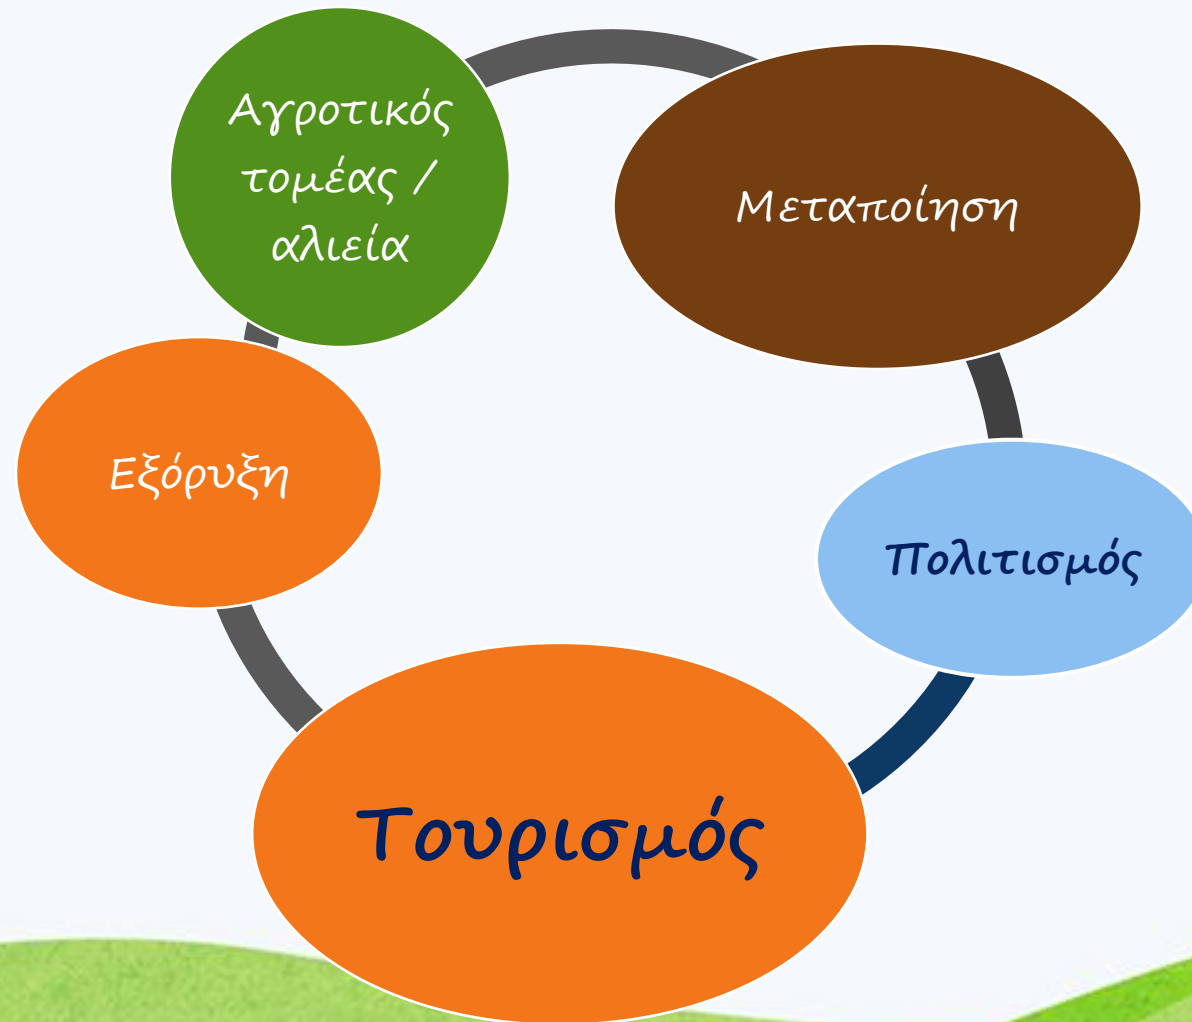 Αγροτικός
τομέας /
αλιεία
Μεταποίηση
Εξόρυξη
Πολιτισμός
Τουρισμός